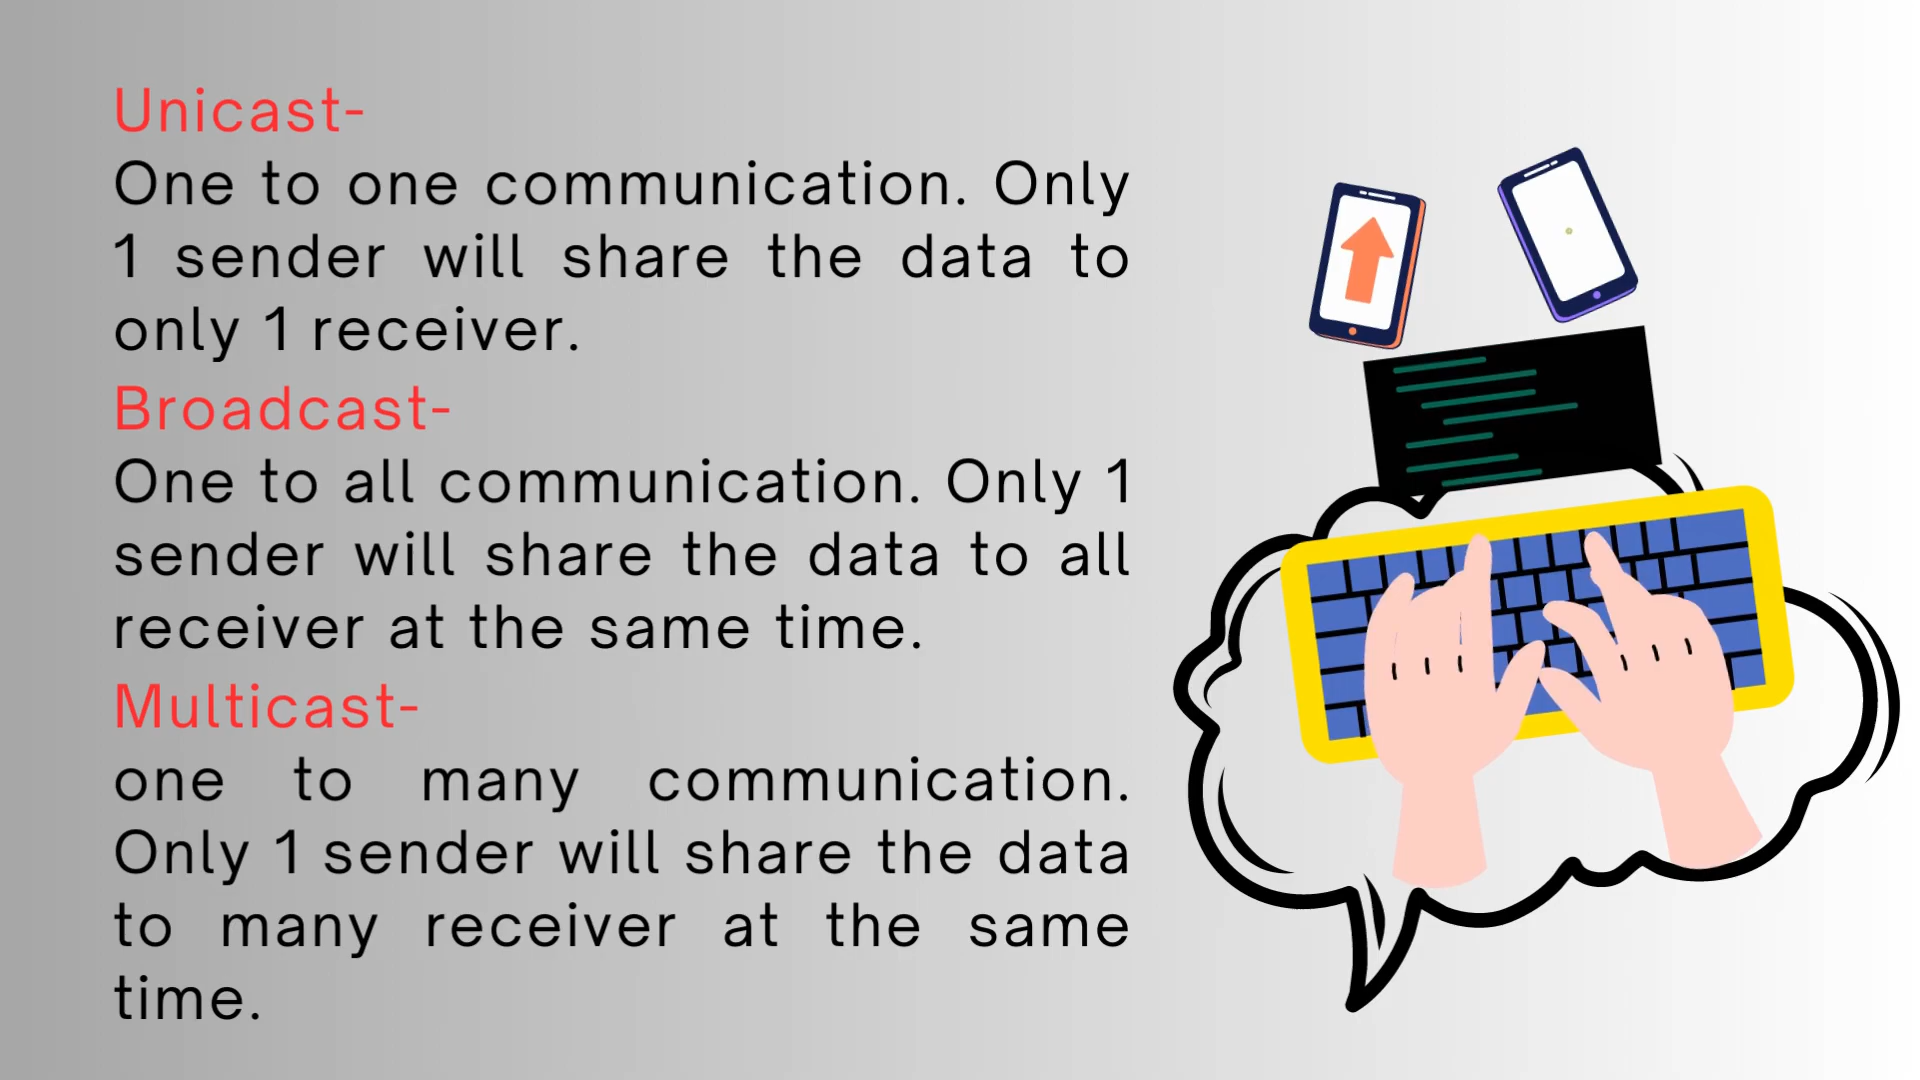 Unicast-
One to one communication. Only
1 sender will share the data to
only 1 receiver.
Broadcast-
One to all communication. Only 1
sender will share the data to all
receiver at the same time.
Multicast-
one to many communication.
Only 1 sender will share the data
to many receiver at the same
time.